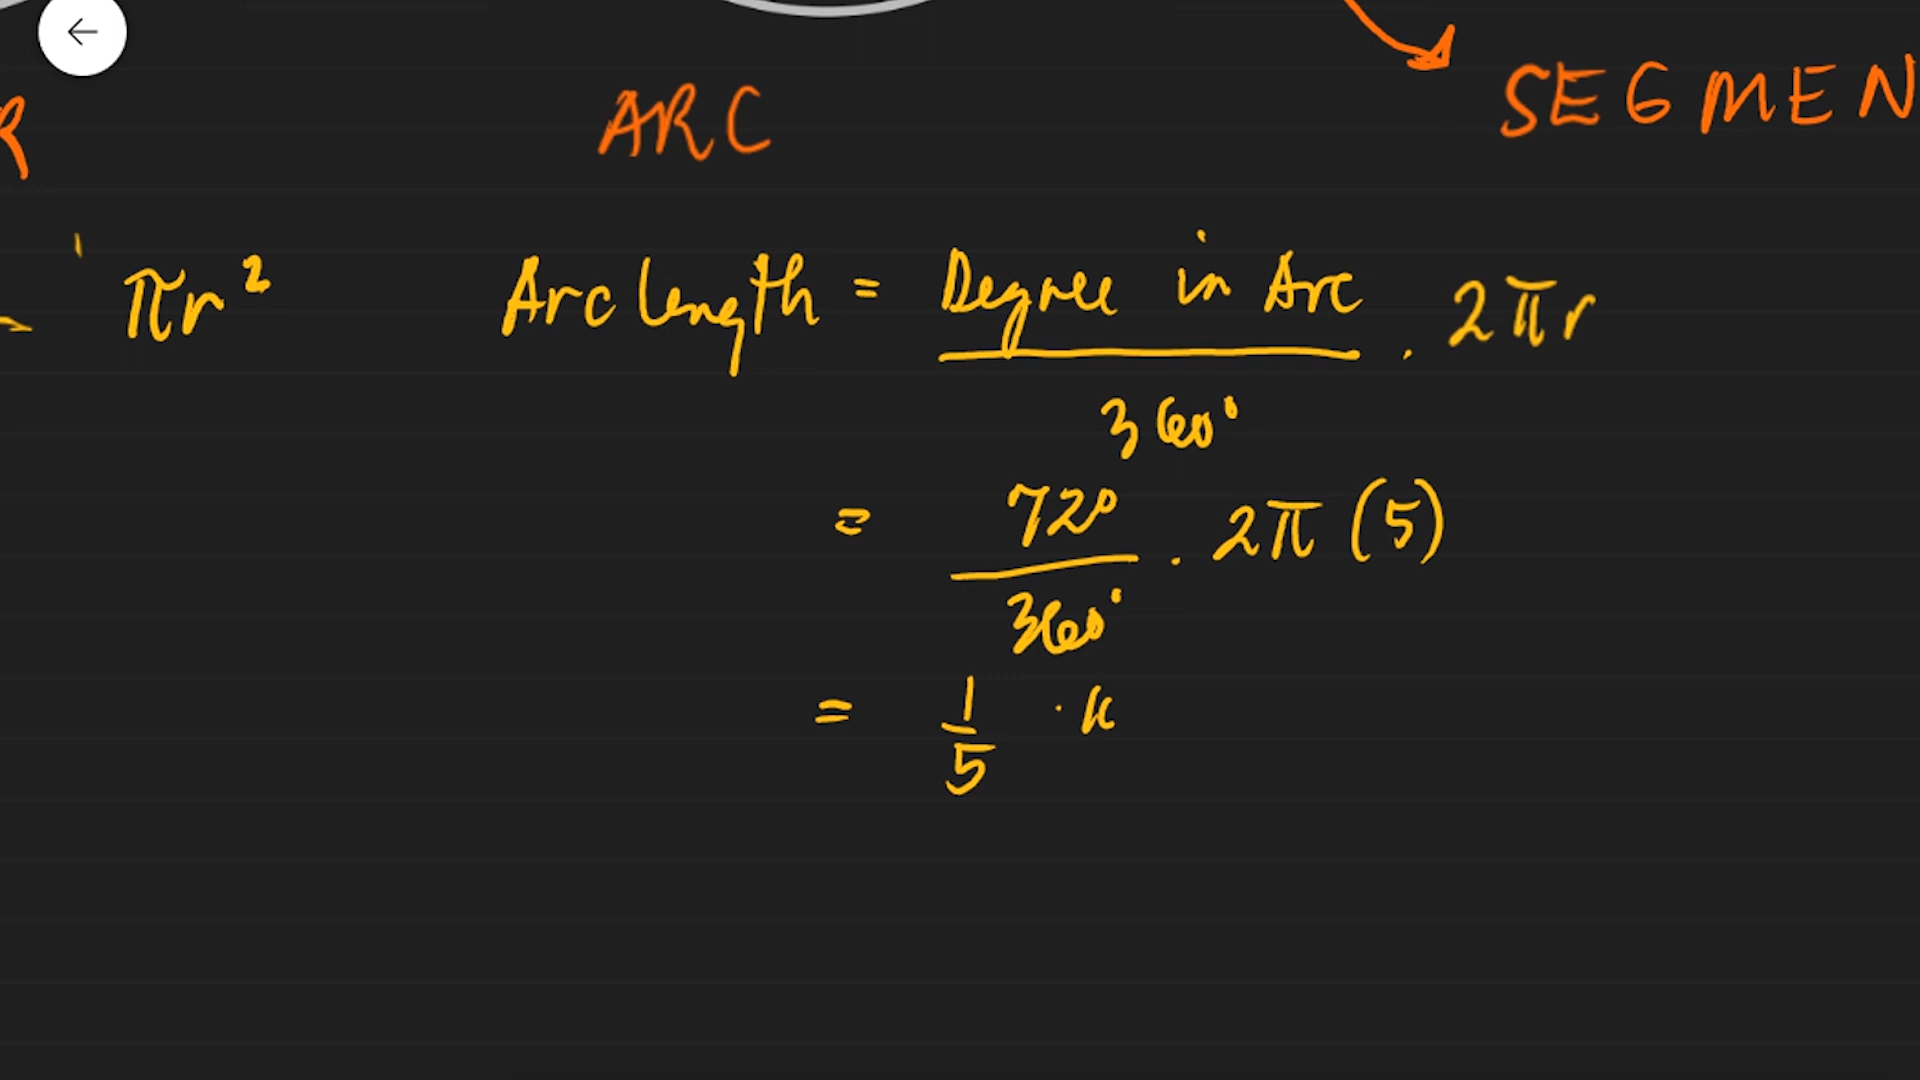 R ARC SEGMEN
πr² Arc length = Degree in Arc / 360° · 2πr
= 72° / 360° · 2π (5)
= 1/5 ·